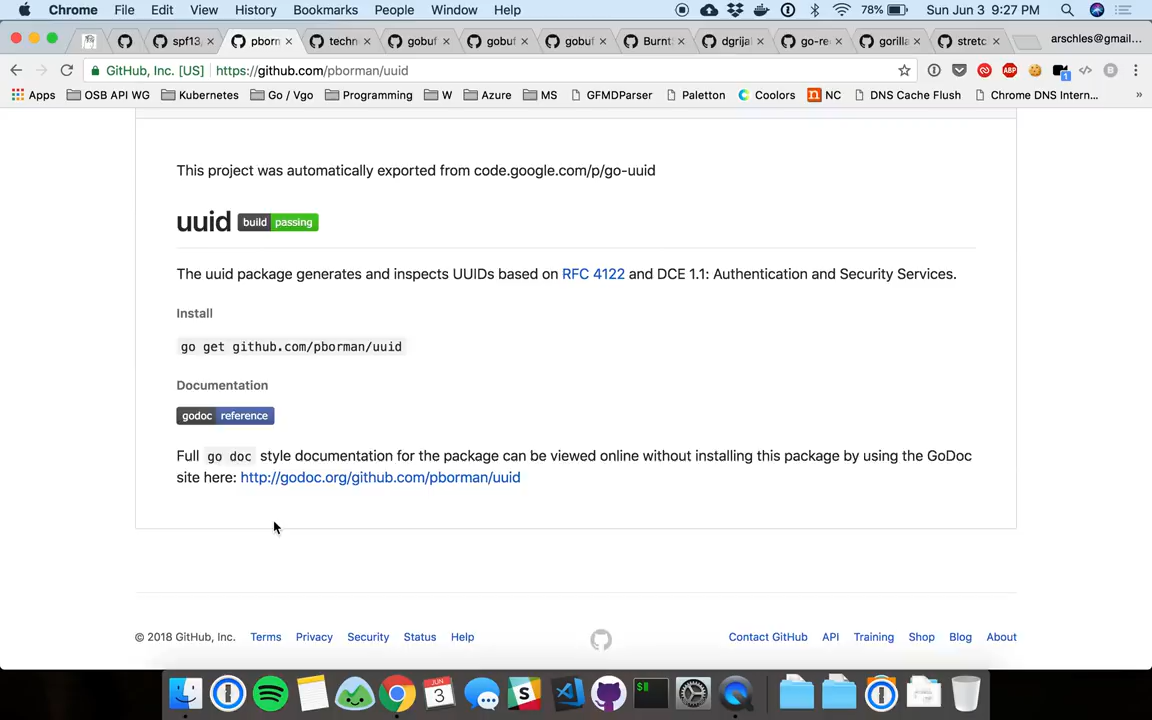 Chrome File Edit View History Bookmarks People Window Help 78% Sun Jun 3 9:27 PM
spf13, pborn techn gobuf gobuf gobuf Burnt dgrijal go-re gorilla stretc arschles@gmail....
GitHub, Inc. [US] https://github.com/pborman/uuid
Apps OSB API WG Kubernetes Go / Vgo Programming W Azure MS GFMDParser Paletton Coolors NC DNS Cache Flush Chrome DNS Intern... »
This project was automatically exported from code.google.com/p/go-uuid
uuid build passing
The uuid package generates and inspects UUIDs based on RFC 4122 and DCE 1.1: Authentication and Security Services.
Install
go get github.com/pborman/uuid
Documentation
godoc reference
Full go doc style documentation for the package can be viewed online without installing this package by using the GoDoc
site here: http://godoc.org/github.com/pborman/uuid
© 2018 GitHub, Inc. Terms Privacy Security Status Help Contact GitHub API Training Shop Blog About
JUN
3